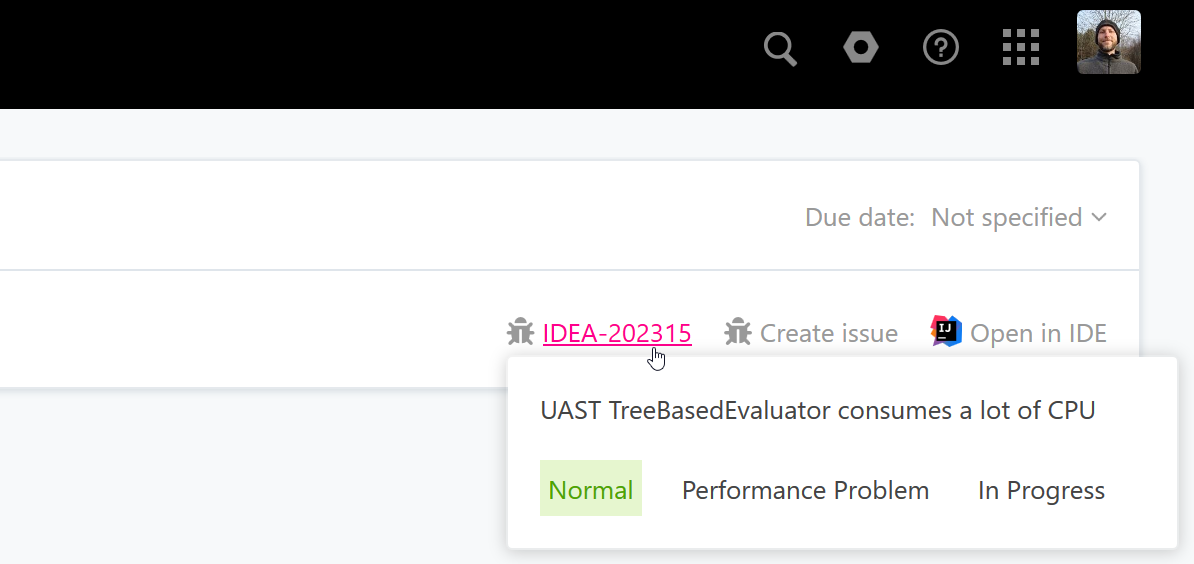 Due date: Not specified
IDEA-202315 Create issue IJ Open in IDE
UAST TreeBasedEvaluator consumes a lot of CPU
Normal Performance Problem In Progress